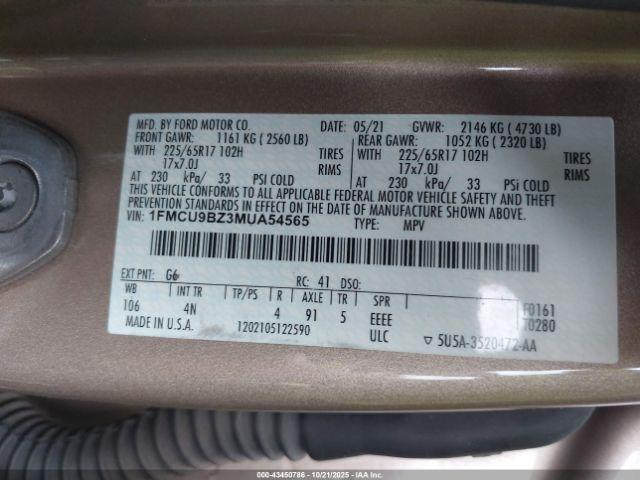 MFD. BY FORD MOTOR CO. DATE: 05/21 GVWR: 2146 KG ( 4730 LB)
FRONT GAWR: 1161 KG ( 2560 LB) REAR GAWR: 1052 KG ( 2320 LB)
WITH 225/65R17 102H TIRES WITH 225/65R17 102H TIRES
17x7.0J RIMS 17x7.0J RIMS
AT 230 kPa/ 33 PSI COLD AT 230 kPa/ 33 PSi COLD
THIS VEHICLE CONFORMS TO ALL APPLICABLE FEDERAL MOTOR VEHICLE SAFETY AND THEFT
PREVENTION STANDARDS IN EFFECT ON THE DATE OF MANUFACTURE SHOWN ABOVE.
VIN: 1FMCU9BZ3MUA54565 TYPE: MPV
EXT PNT: G6 RC: 41 DSO:
WB INT TR TP/PS R AXLE TR SPR F0161
106 4N 4 91 5 EEEE T0280
MADE IN U.S.A. 1202105122590 ULC 5U5A-3520472-AA
000-43450786 - 10/21/2025 - IAAI.COM